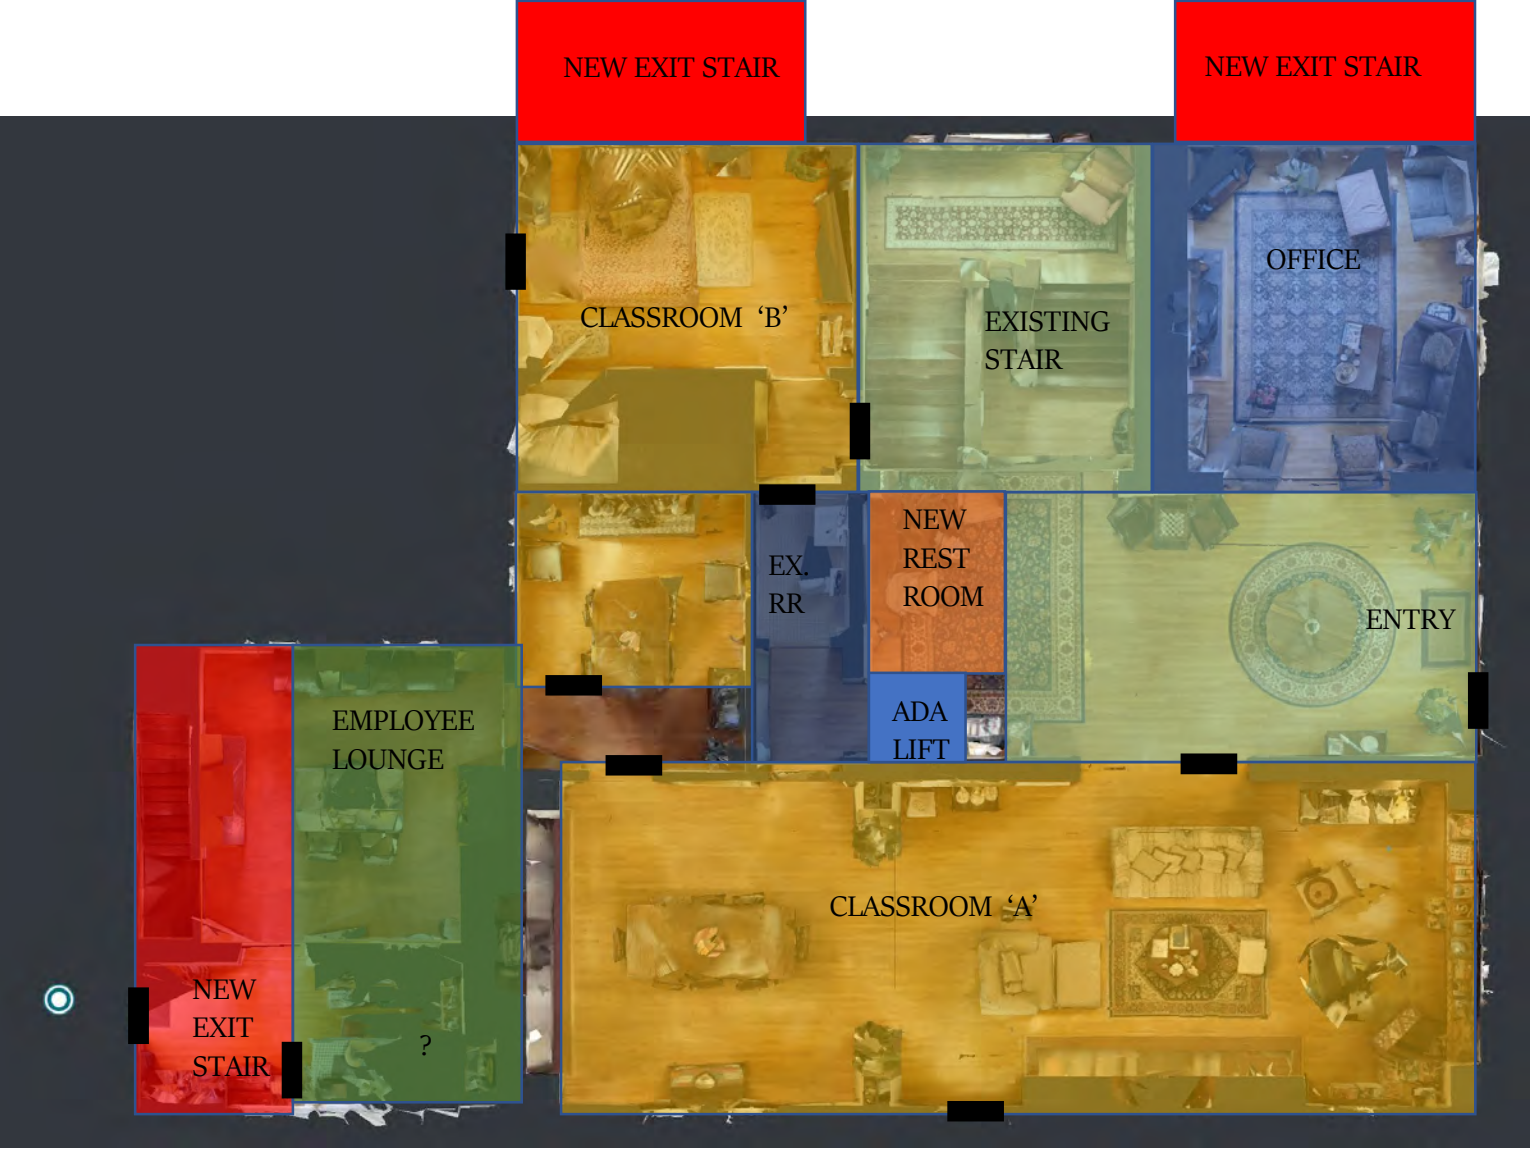 NEW EXIT STAIR
NEW EXIT STAIR
OFFICE
CLASSROOM ‘B’
EXISTING
STAIR
NEW
REST
ROOM
EX.
RR
ENTRY
EMPLOYEE
LOUNGE
ADA
LIFT
CLASSROOM ‘A’
NEW
EXIT
STAIR
?